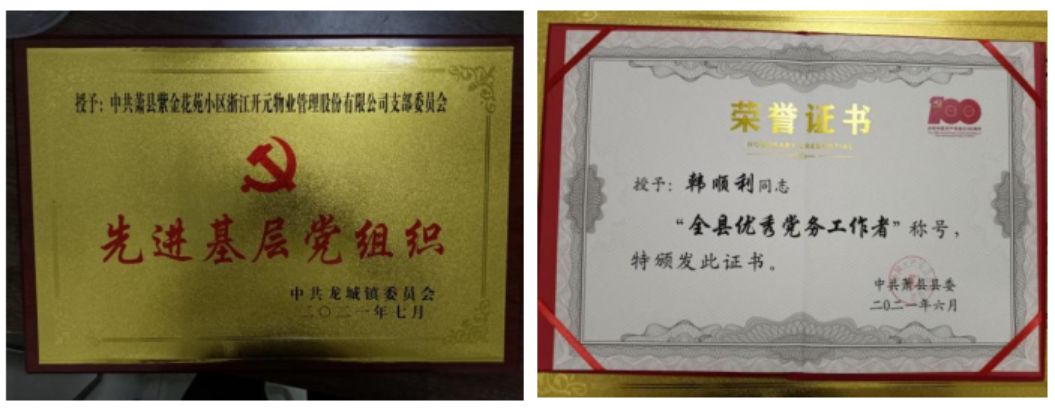 授予：中共萧县紫金花苑小区浙江开元物业管理股份有限公司支部委员会
先进基层党组织
中共龙城镇委员会
二〇二一年七月
荣誉证书
HONORARY CREDENTIAL
100
授予：韩顺利同志
“全县优秀党务工作者”称号，
特颁发此证书。
中共萧县县委
二〇二一年六月